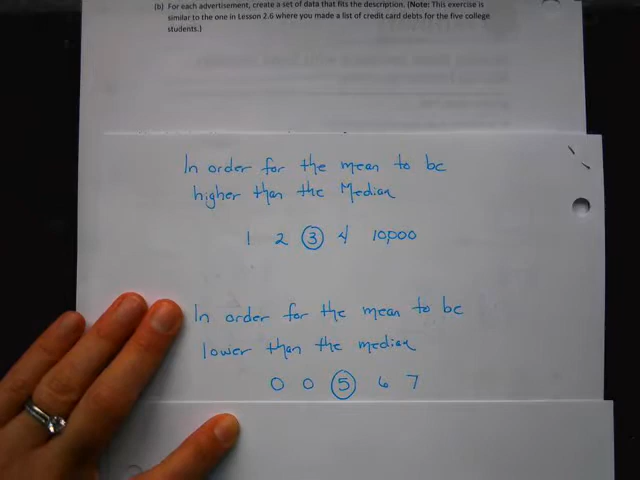 (b) For each advertisement, create a set of data that fits the description. (Note: This exercise is
similar to the one in Lesson 2.6 where you made a list of credit card debts for the five college
students.)
In order for the mean to be
higher than the Median
1 2 3 4 10,000
In order for the mean to be
lower than the median
0 0 5 6 7